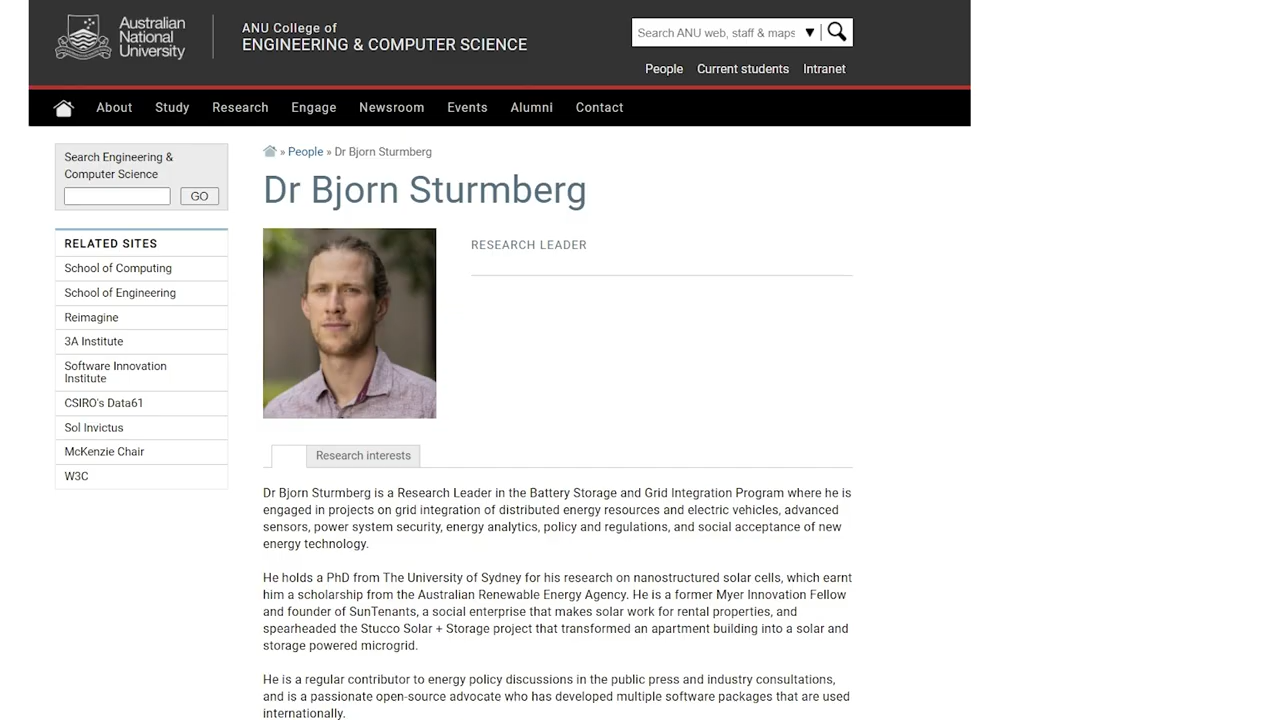 Australian
National
University
ANU College of
ENGINEERING & COMPUTER SCIENCE
Search ANU web, staff & maps
People Current students Intranet
About Study Research Engage Newsroom Events Alumni Contact
Search Engineering &
Computer Science
GO
RELATED SITES
School of Computing
School of Engineering
Reimagine
3A Institute
Software Innovation
Institute
CSIRO's Data61
Sol Invictus
McKenzie Chair
W3C
» People » Dr Bjorn Sturmberg
Dr Bjorn Sturmberg
RESEARCH LEADER
Research interests
Dr Bjorn Sturmberg is a Research Leader in the Battery Storage and Grid Integration Program where he is
engaged in projects on grid integration of distributed energy resources and electric vehicles, advanced
sensors, power system security, energy analytics, policy and regulations, and social acceptance of new
energy technology.
He holds a PhD from The University of Sydney for his research on nanostructured solar cells, which earnt
him a scholarship from the Australian Renewable Energy Agency. He is a former Myer Innovation Fellow
and founder of SunTenants, a social enterprise that makes solar work for rental properties, and
spearheaded the Stucco Solar + Storage project that transformed an apartment building into a solar and
storage powered microgrid.
He is a regular contributor to energy policy discussions in the public press and industry consultations,
and is a passionate open-source advocate who has developed multiple software packages that are used
internationally.